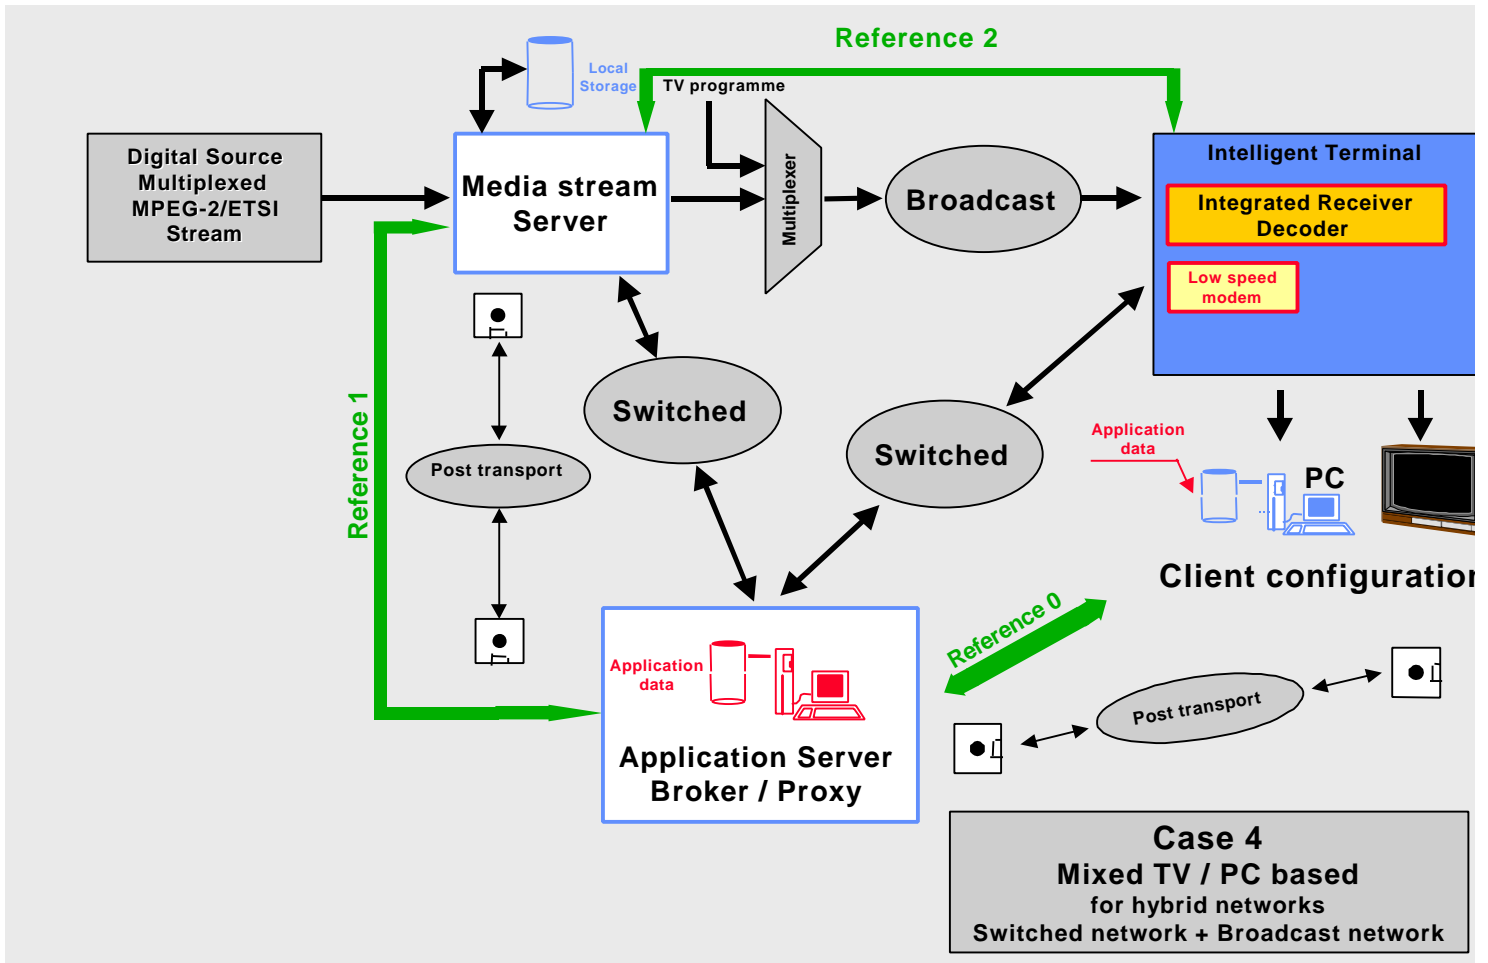 Reference 2
Local
Storage
TV programme
Digital Source
Multiplexed
MPEG-2/ETSI
Stream
Media stream
Server
Multiplexer
Broadcast
Intelligent Terminal
Integrated Receiver
Decoder
Low speed
modem
Reference 1
Switched
Switched
Post transport
Application
data
PC
Client configuration
Reference 0
Application
data
Application Server
Broker / Proxy
Post transport
Case 4
Mixed TV / PC based
for hybrid networks
Switched network + Broadcast network